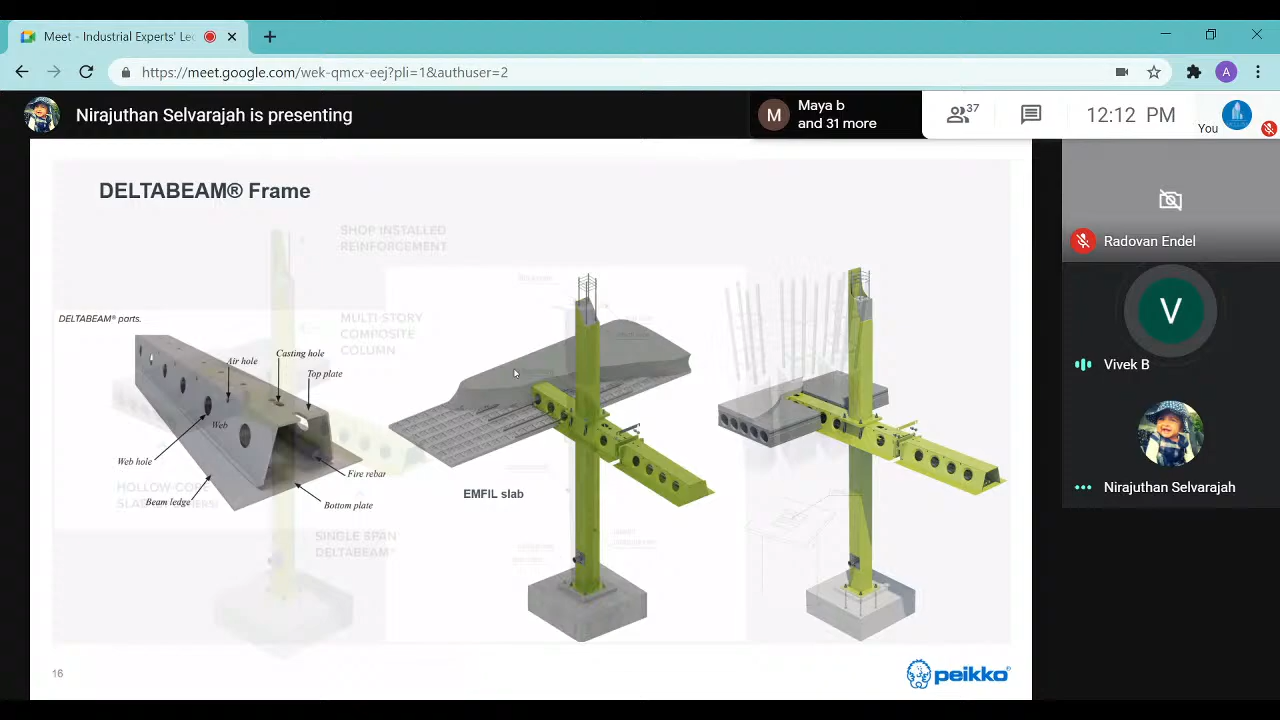 Meet - Industrial Experts' Lec
https://meet.google.com/wek-qmcx-eej?pli=1&authuser=2
A
Nirajuthan Selvarajah is presenting
M
Maya b
and 31 more
37
12:12 PM
You
DELTABEAM® Frame
SHOP INSTALLED
REINFORCEMENT
DELTABEAM® parts.
MULTI-STORY
COMPOSITE
COLUMN
Air hole
Casting hole
Top plate
Web
Web hole
Fire rebar
HOLLOW CORE
Beam ledge
Bottom plate
EMFIL slab
SINGLE SPAN
DELTABEAM®
16
peikko
Radovan Endel
V
Vivek B
Nirajuthan Selvarajah